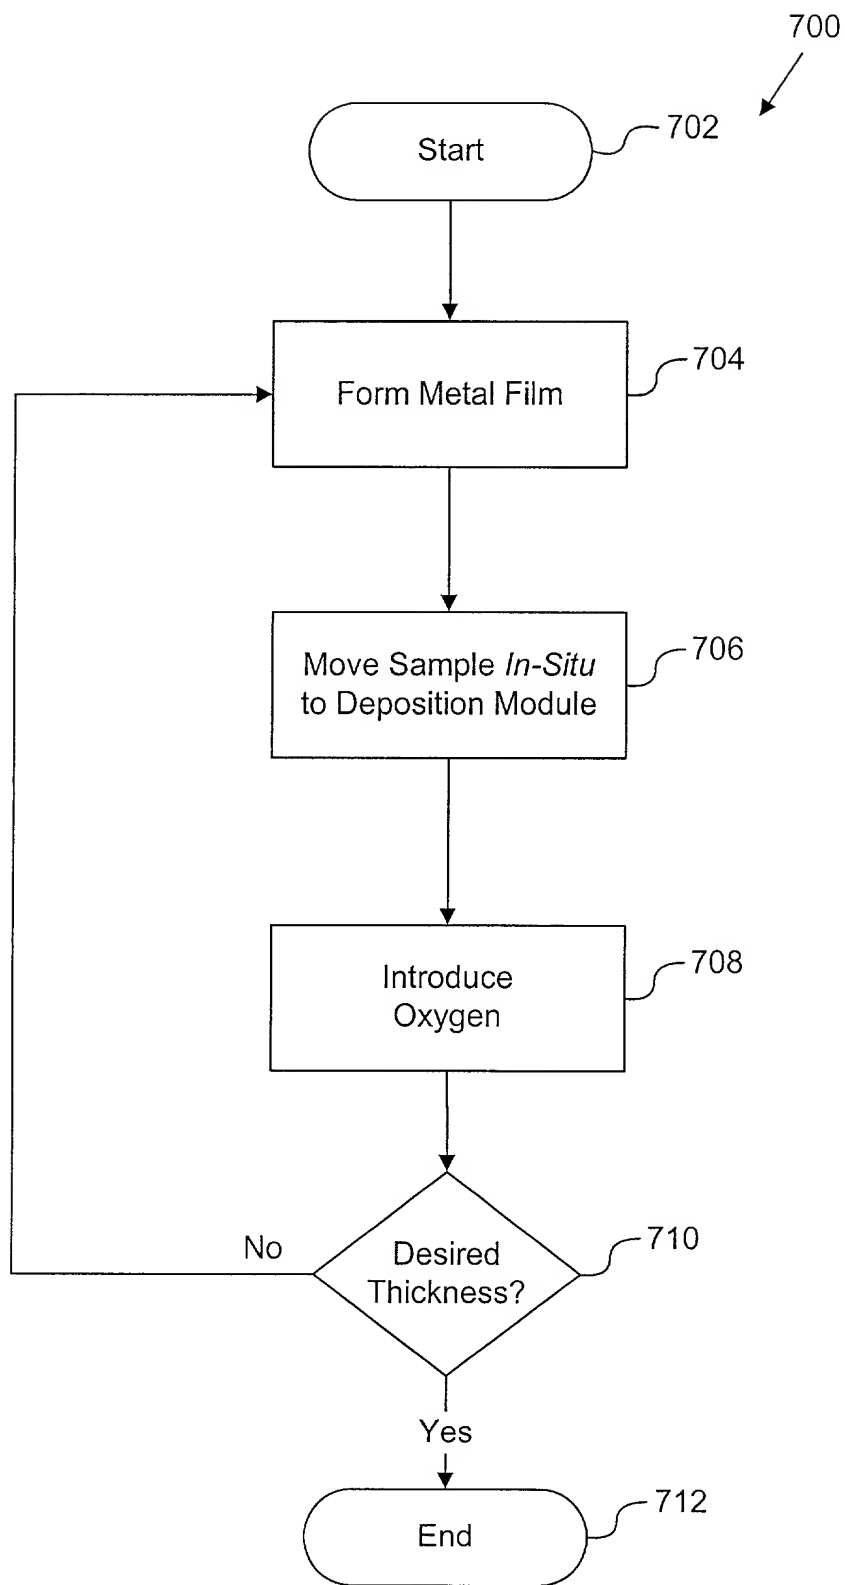 700
Start
702
Form Metal Film
704
Move Sample In-Situ
to Deposition Module
706
Introduce
Oxygen
708
Desired
Thickness?
710
No
Yes
End
712